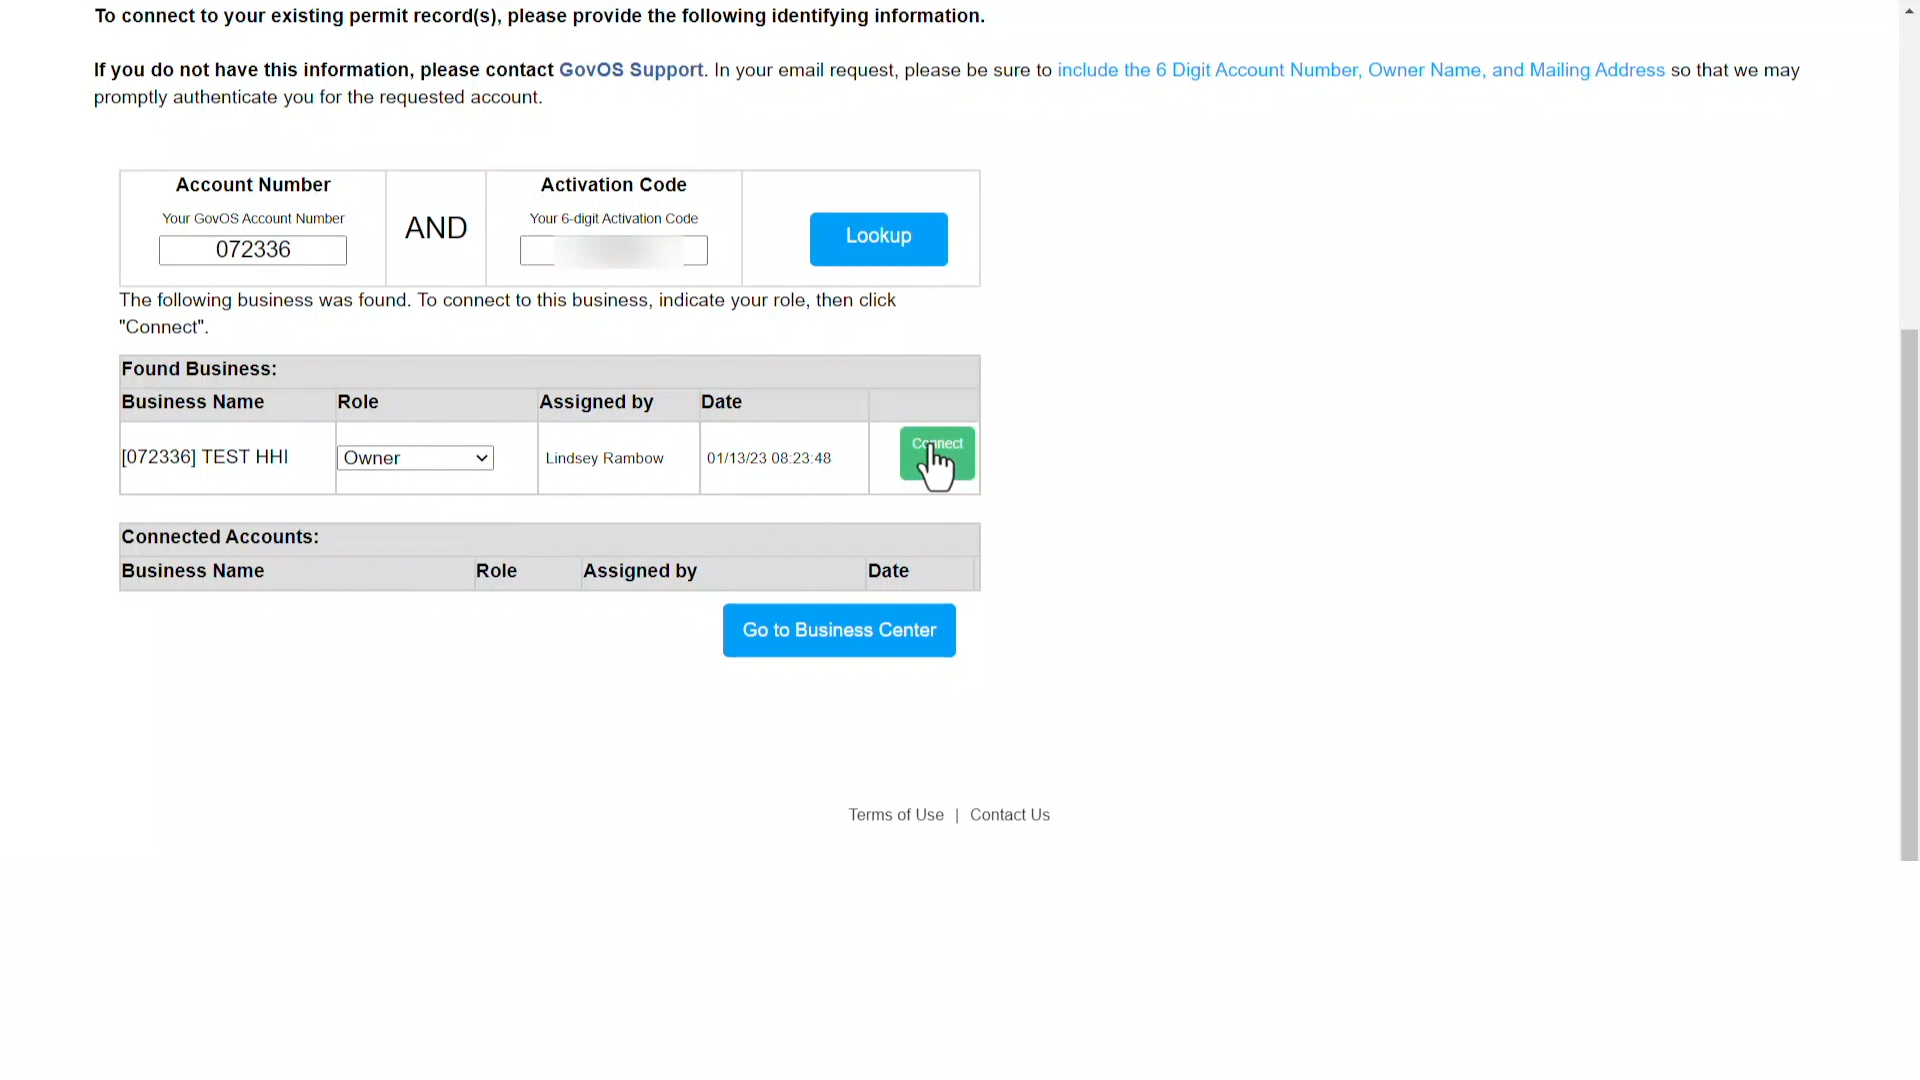 To connect to your existing permit record(s), please provide the following identifying information.
If you do not have this information, please contact GovOS Support. In your email request, please be sure to include the 6 Digit Account Number, Owner Name, and Mailing Address so that we may
promptly authenticate you for the requested account.
Account Number
Your GovOS Account Number
072336
AND
Activation Code
Your 6-digit Activation Code
Lookup
The following business was found. To connect to this business, indicate your role, then click
"Connect".
Found Business:
Business Name Role Assigned by Date
[072336] TEST HHI Owner Lindsey Rambow 01/13/23 08:23:48 Connect
Connected Accounts:
Business Name Role Assigned by Date
Go to Business Center
Terms of Use | Contact Us